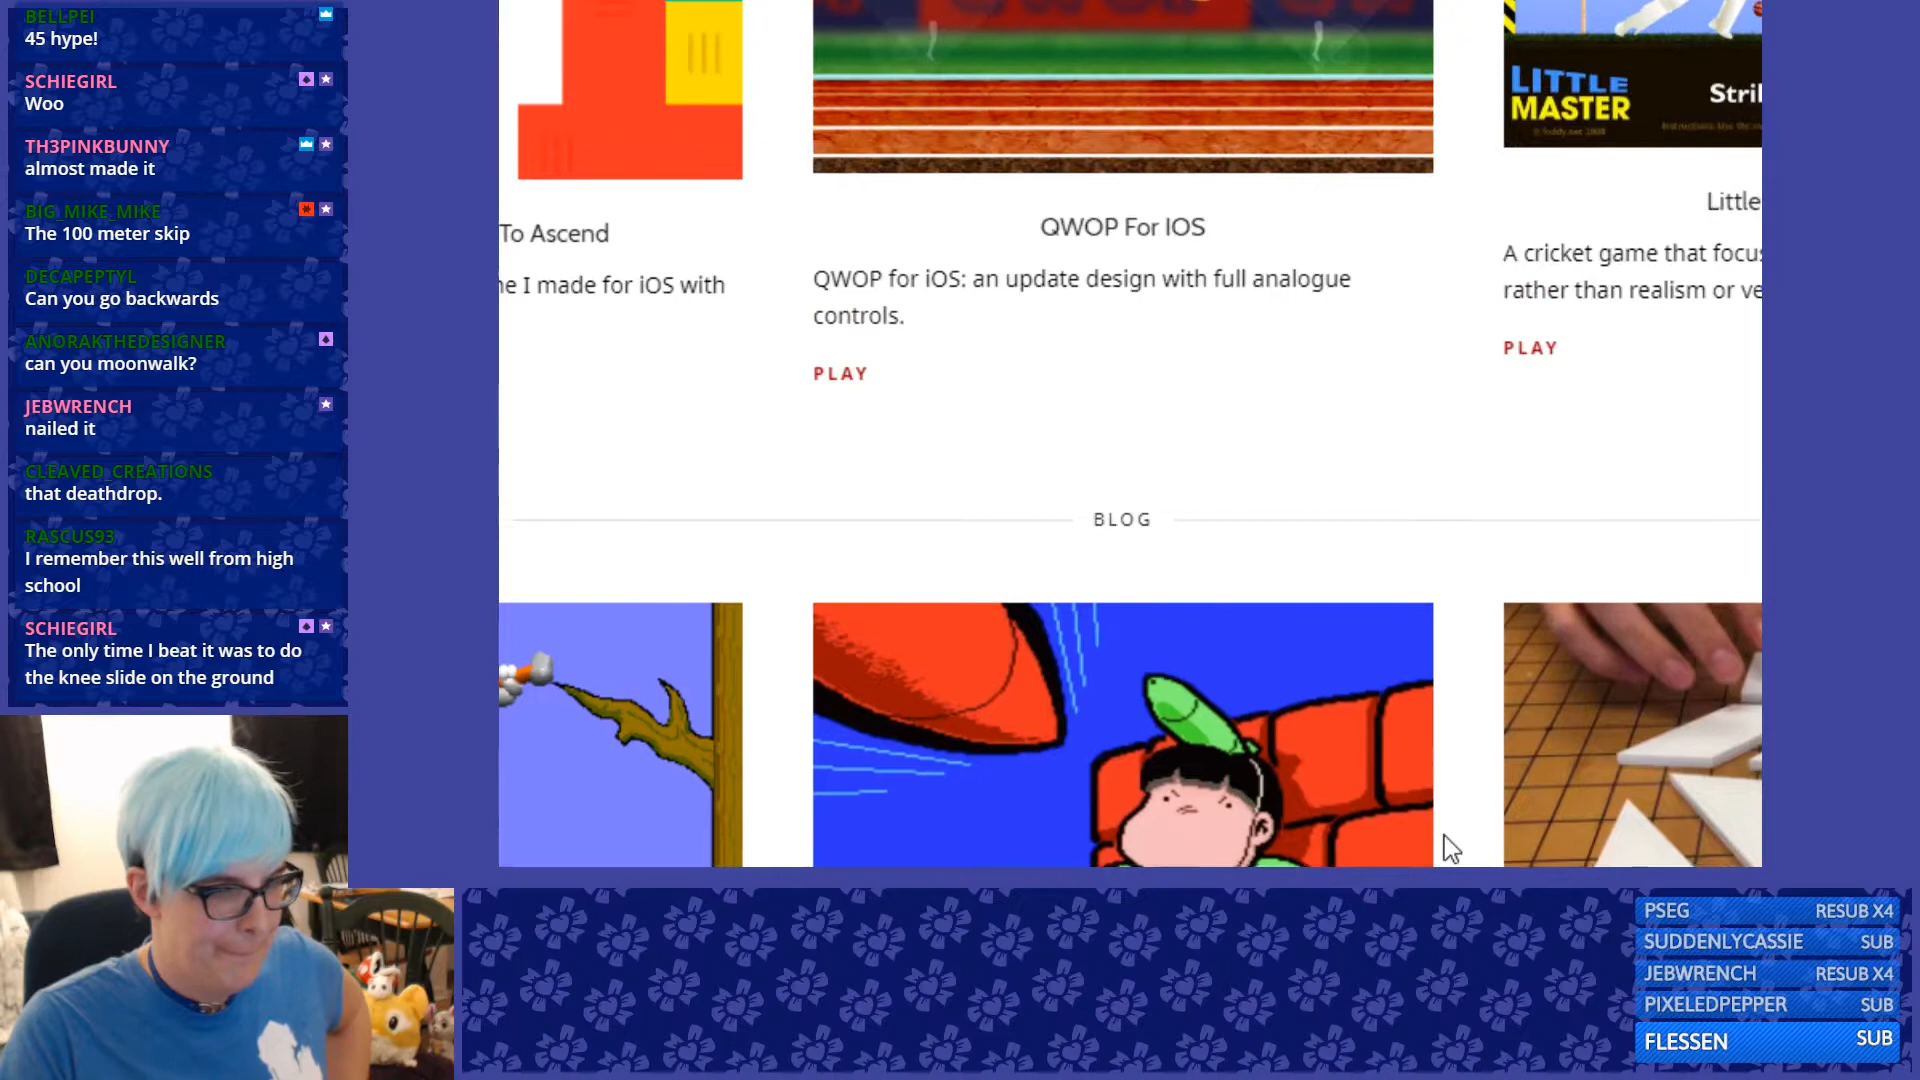 BELLPEI
45 hype!
SCHIEGIRL
Woo
TH3PINKBUNNY
almost made it
BIG_MIKE_MIKE
The 100 meter skip
DECAPEPTYL
Can you go backwards
ANORAKTHEDESIGNER
can you moonwalk?
JEBWRENCH
nailed it
CLEAVED_CREATIONS
that deathdrop.
RASCUS93
I remember this well from high
school
SCHIEGIRL
The only time I beat it was to do
the knee slide on the ground
To Ascend
I made for iOS with
QWOP For IOS
QWOP for iOS: an update design with full analogue
controls.
PLAY
LITTLE
MASTER
© foddy.net 2008
Little
A cricket game that
rather than realism or
PLAY
BLOG
PSEG RESUB X4
SUDDENLYCASSIE SUB
JEBWRENCH RESUB X4
PIXELEDPEPPER SUB
FLESSEN SUB